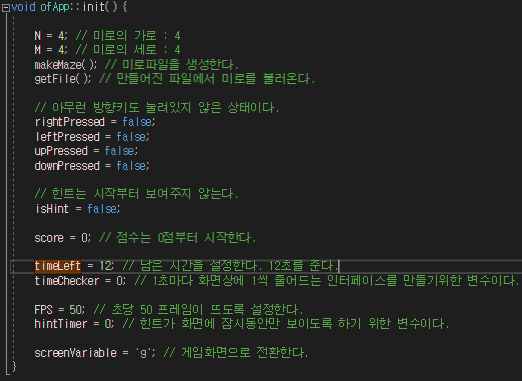 void ofApp::init() {
N = 4; // 미로의 가로 : 4
M = 4; // 미로의 세로 : 4
makeMaze(); // 미로파일을 생성한다.
getFile(); // 만들어진 파일에서 미로를 불러온다.
// 아무런 방향키도 눌려있지 않은 상태이다.
rightPressed = false;
leftPressed = false;
upPressed = false;
downPressed = false;
// 힌트는 시작부터 보여주지 않는다.
isHint = false;
score = 0; // 점수는 0점부터 시작한다.
timeLeft = 12; // 남은 시간을 설정한다. 12초를 준다.
timeChecker = 0; // 1초마다 화면상에 1씩 줄어드는 인터페이스를 만들기위한 변수이다.
FPS = 50; // 초당 50 프레임이 뜨도록 설정한다.
hintTimer = 0; // 힌트가 화면에 잠시동안만 보이도록 하기 위한 변수이다.
screenVariable = 'g'; // 게임화면으로 전환한다.
}